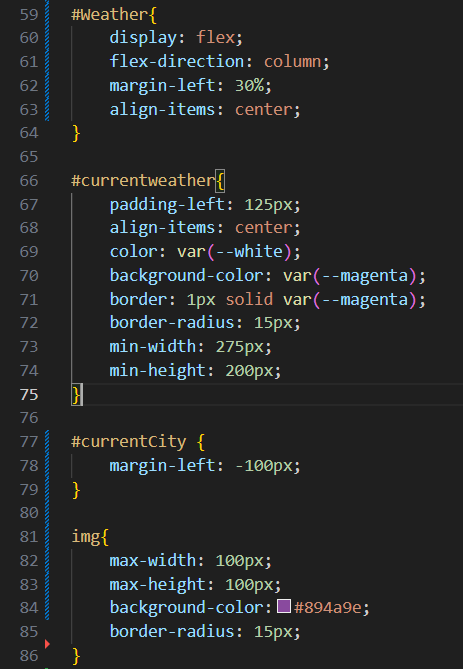 59 #Weather{
60 display: flex;
61 flex-direction: column;
62 margin-left: 30%;
63 align-items: center;
64 }
65
66 #currentweather{
67 padding-left: 125px;
68 align-items: center;
69 color: var(--white);
70 background-color: var(--magenta);
71 border: 1px solid var(--magenta);
72 border-radius: 15px;
73 min-width: 275px;
74 min-height: 200px;
75 }
76
77 #currentCity {
78 margin-left: -100px;
79 }
80
81 img{
82 max-width: 100px;
83 max-height: 100px;
84 background-color: #894a9e;
85 border-radius: 15px;
86 }